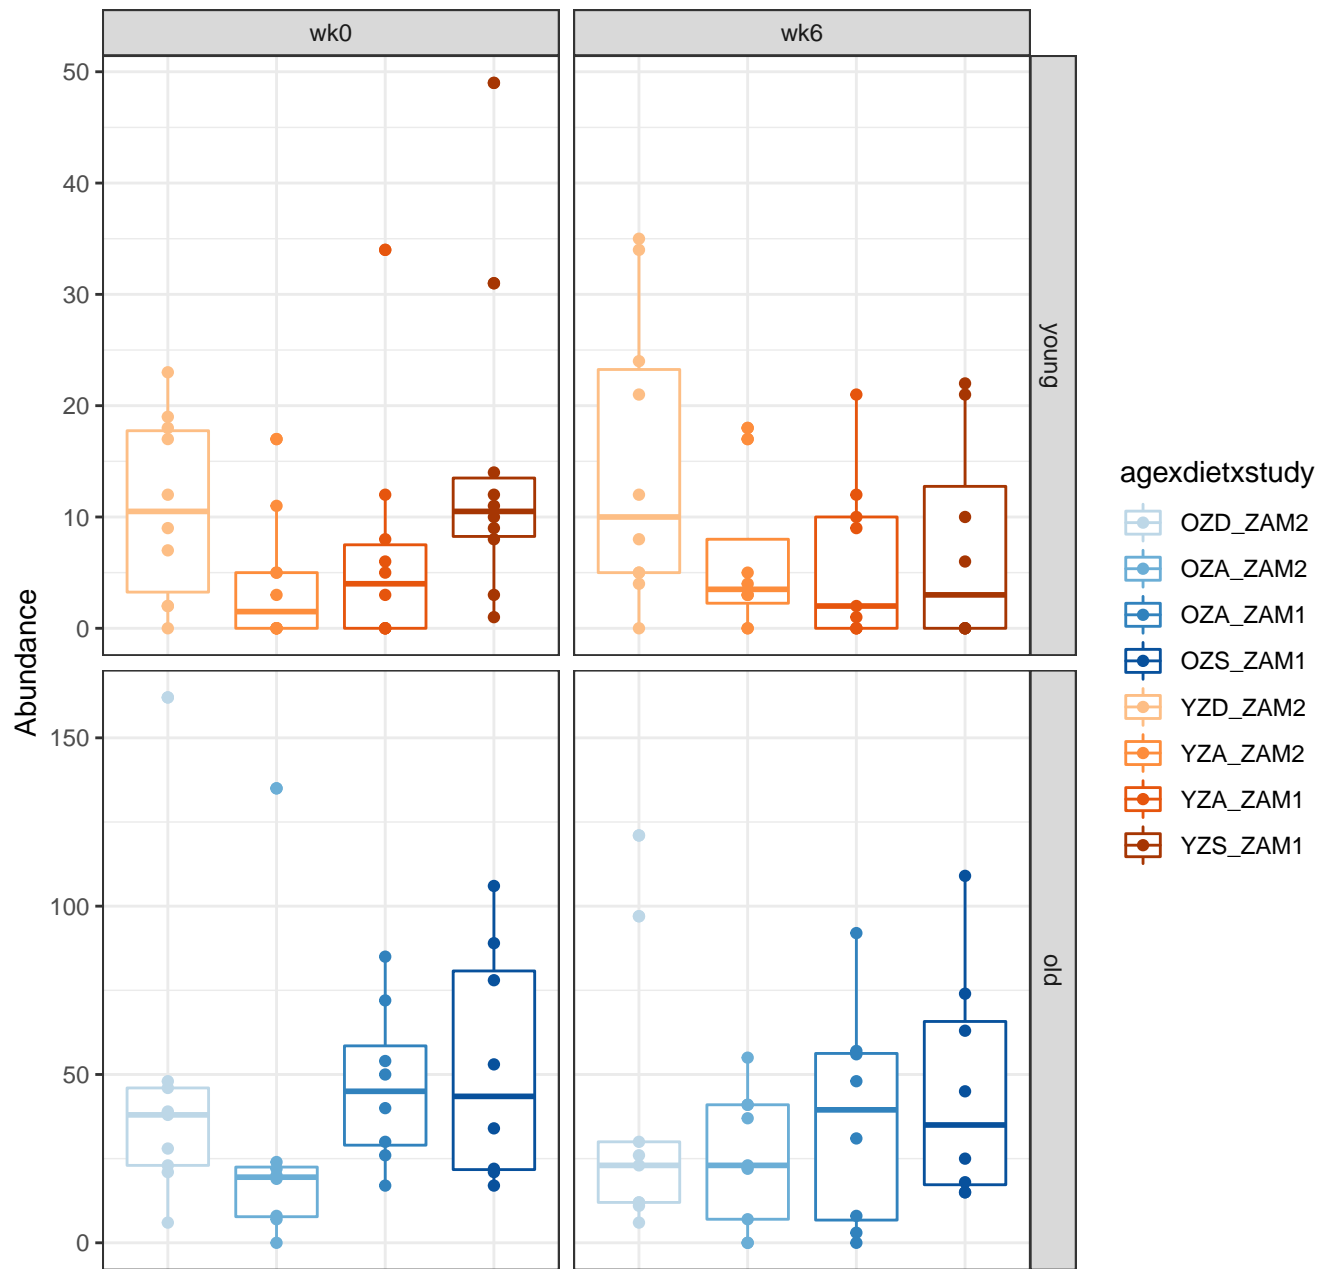 wk0
wk6
50
40
30
20
10
0
young
Abundance
150
100
50
0
old
agexdietxstudy
OZD_ZAM2
OZA_ZAM2
OZA_ZAM1
OZS_ZAM1
YZD_ZAM2
YZA_ZAM2
YZA_ZAM1
YZS_ZAM1